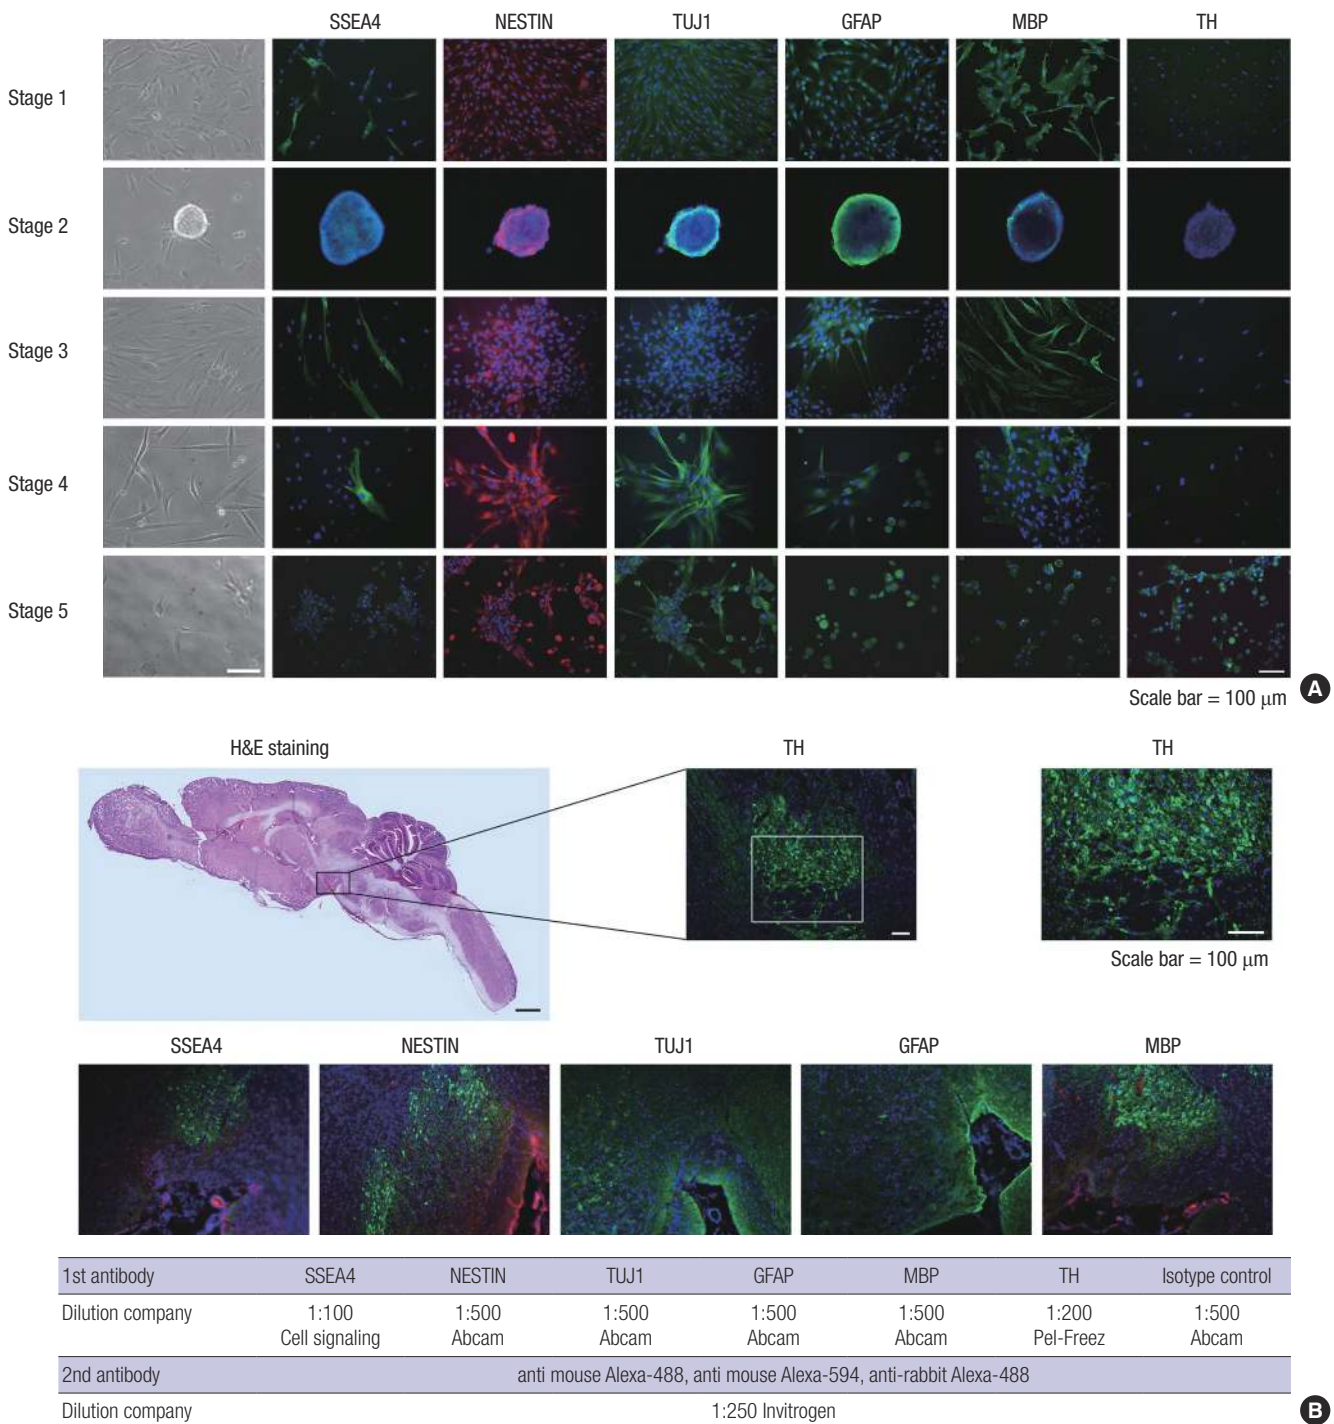 SSEA4 NESTIN TUJ1 GFAP MBP TH
Stage 1
Stage 2
Stage 3
Stage 4
Stage 5
Scale bar = 100 μm
A
H&E staining TH TH
Scale bar = 100 μm
SSEA4 NESTIN TUJ1 GFAP MBP
1st antibody SSEA4 NESTIN TUJ1 GFAP MBP TH Isotype control
Dilution company 1:100 1:500 1:500 1:500 1:500 1:200 1:500
Cell signaling Abcam Abcam Abcam Abcam Pel-Freez Abcam
2nd antibody anti mouse Alexa-488, anti mouse Alexa-594, anti-rabbit Alexa-488
Dilution company 1:250 Invitrogen
B